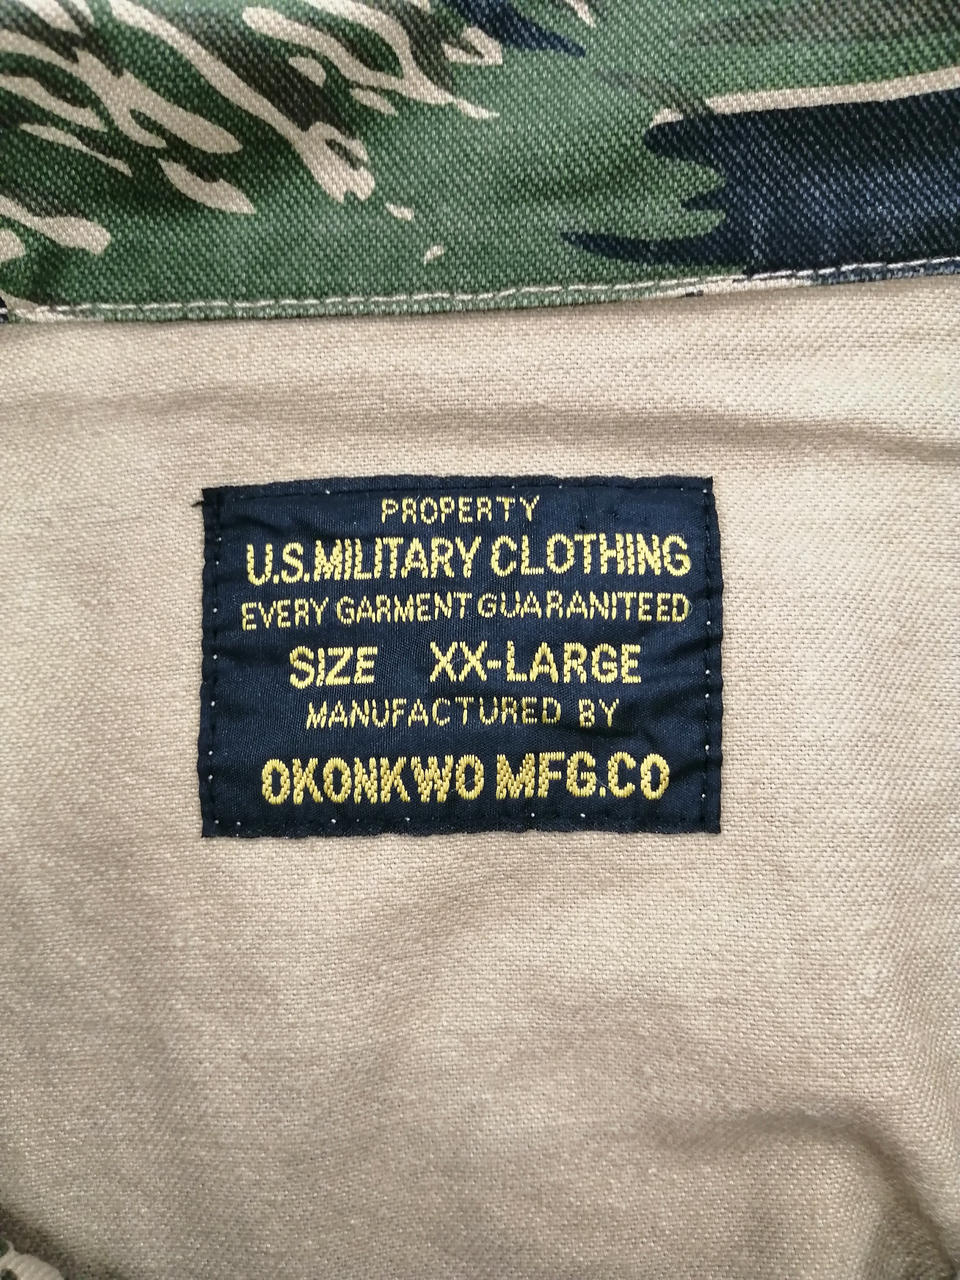 PROPERTY
U.S.MILITARY CLOTHING
EVERY GARMENT GUARANITEED
SIZE XX-LARGE
MANUFACTURED BY
OKONKWO MFG.CO